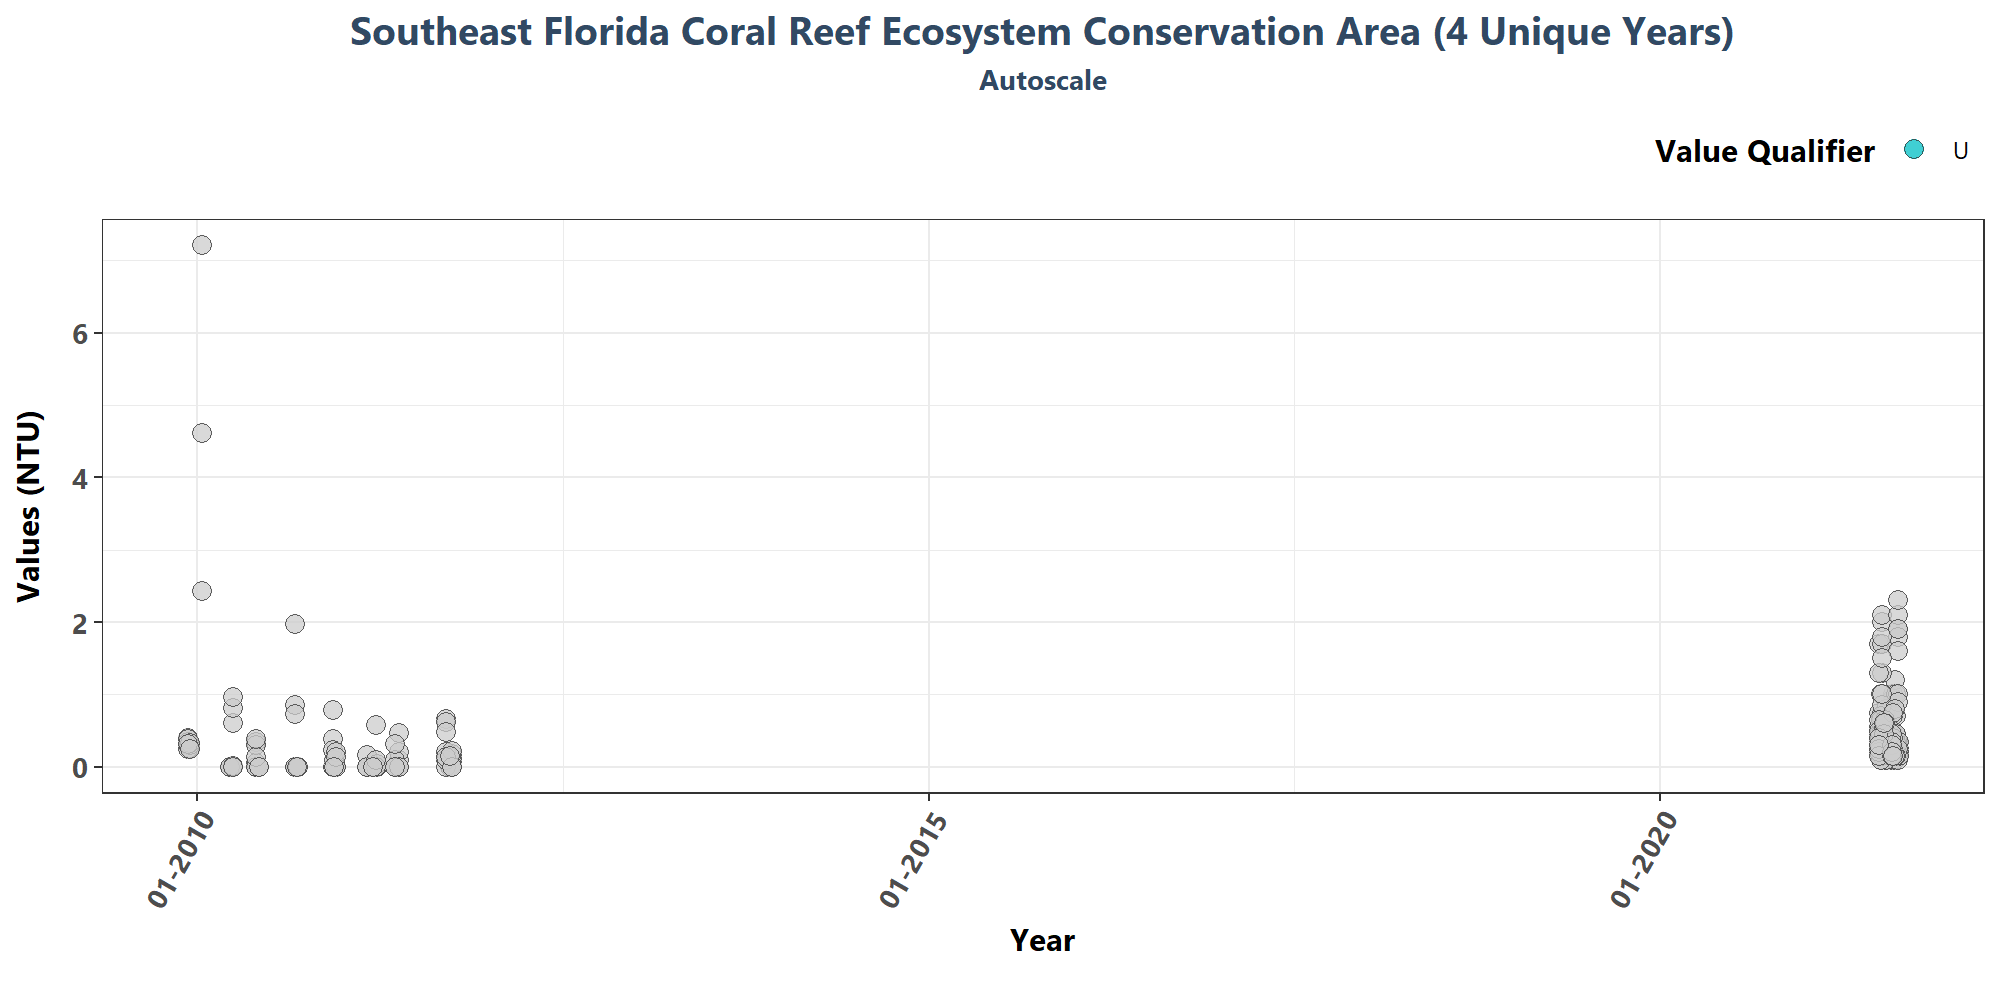 Southeast Florida Coral Reef Ecosystem Conservation Area (4 Unique Years)
Autoscale
Value Qualifier U
Values (NTU)
6
4
2
0
01-2010
01-2015
01-2020
Year